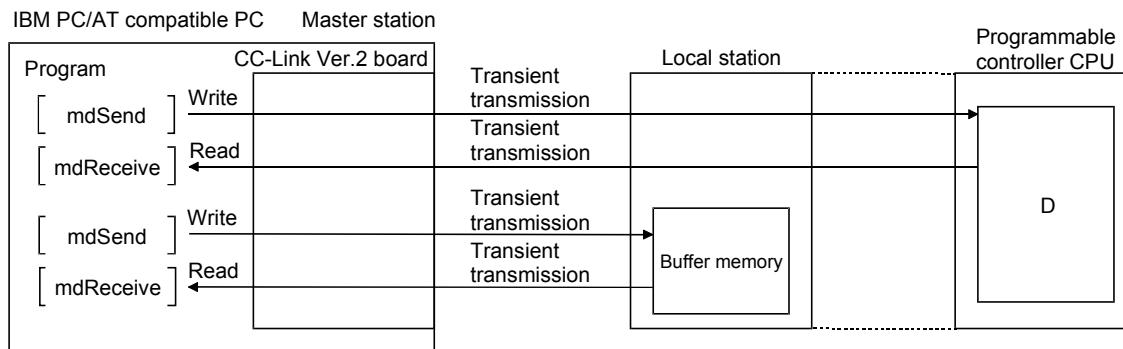 IBM PC/AT compatible PC Master station
Program
CC-Link Ver.2 board
Local station
Programmable
controller CPU
mdSend
Write
Transient
transmission
mdReceive
Read
Transient
transmission
mdSend
Write
Transient
transmission
mdReceive
Read
Transient
transmission
Buffer memory
D